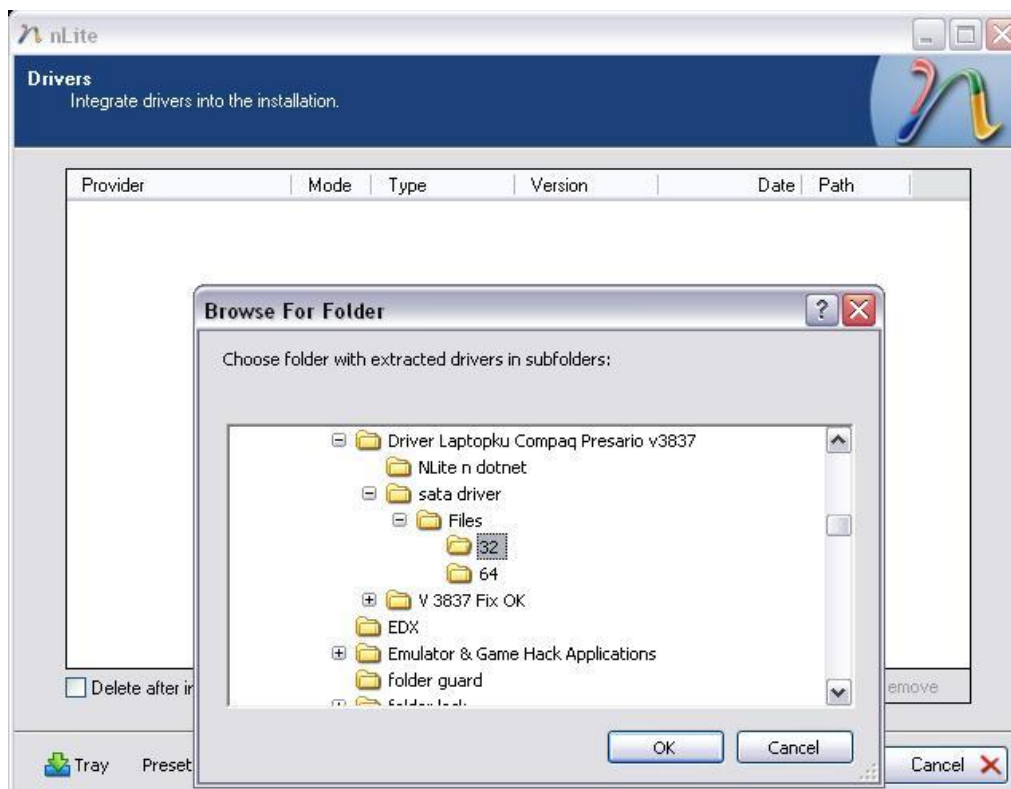 nLite
Drivers
Integrate drivers into the installation.
Provider Mode Type Version Date Path
Browse For Folder
Choose folder with extracted drivers in subfolders:
Driver Laptopku Compaq Presario v3837
NLite n dotnet
sata driver
Files
32
64
V 3837 Fix OK
EDX
Emulator & Game Hack Applications
folder guard
Delete after
OK Cancel
Tray Preset Cancel